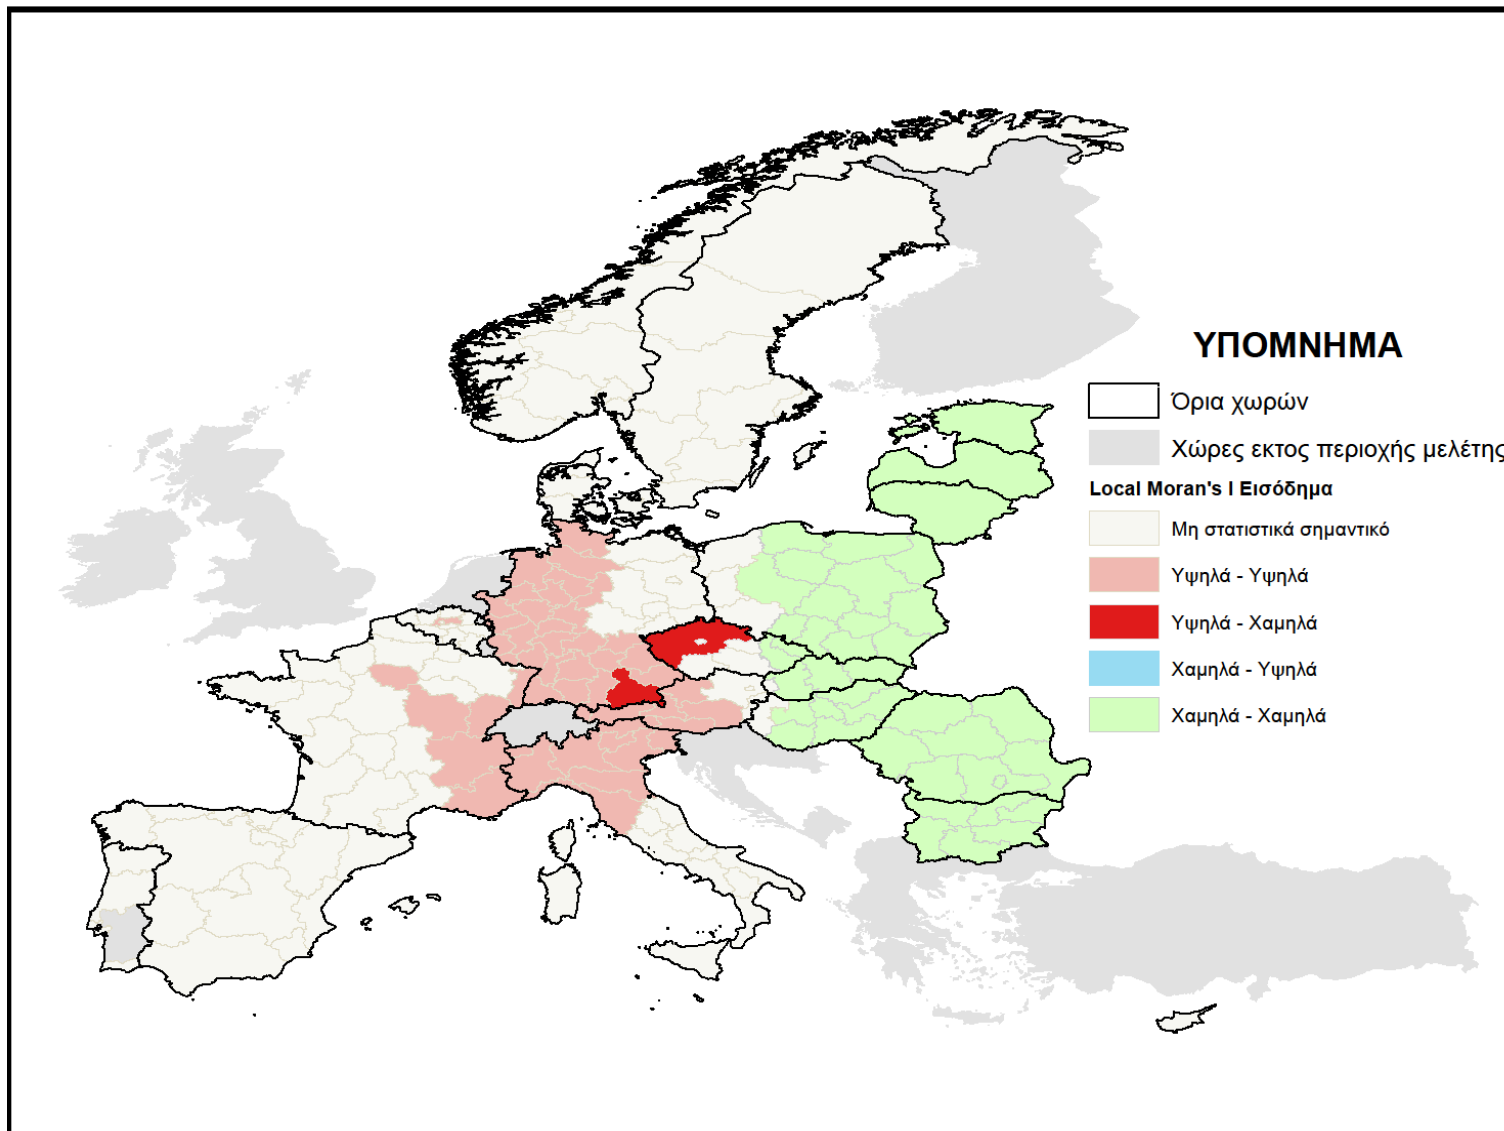 ΥΠΟΜΝΗΜΑ
Όρια χωρών
Χώρες εκτος περιοχής μελέτης
Local Moran's I Εισόδημα
Μη στατιστικά σημαντικό
Υψηλά - Υψηλά
Υψηλά - Χαμηλά
Χαμηλά - Υψηλά
Χαμηλά - Χαμηλά